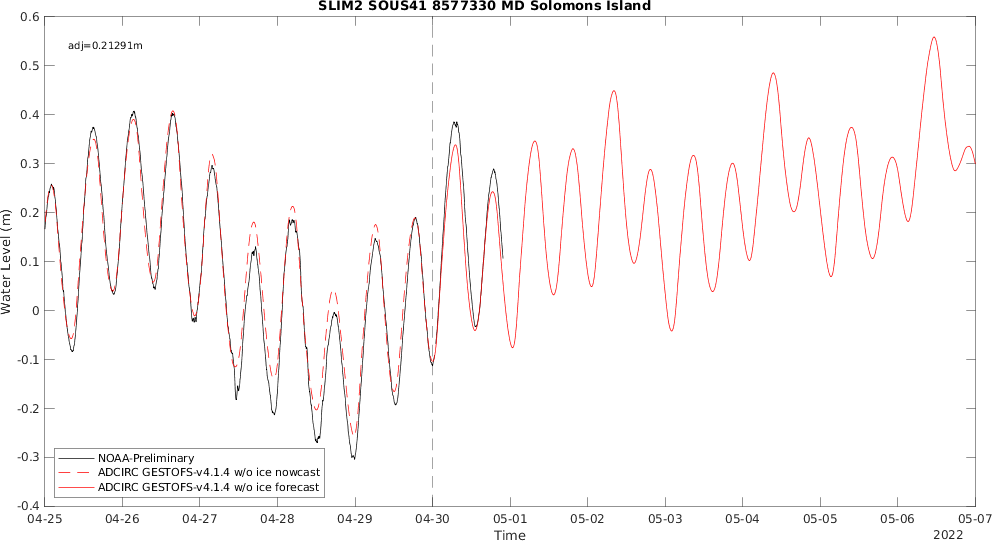 SLIM2 SOUS41 8577330 MD Solomons Island
adj=0.21291m
0.6
0.5
0.4
0.3
0.2
0.1
0
-0.1
-0.2
-0.3
-0.4
Water Level (m)
NOAA-Preliminary
ADCIRC GESTOFS-v4.1.4 w/o ice nowcast
ADCIRC GESTOFS-v4.1.4 w/o ice forecast
04-25 04-26 04-27 04-28 04-29 04-30 05-01 05-02 05-03 05-04 05-05 05-06 05-07
Time
2022